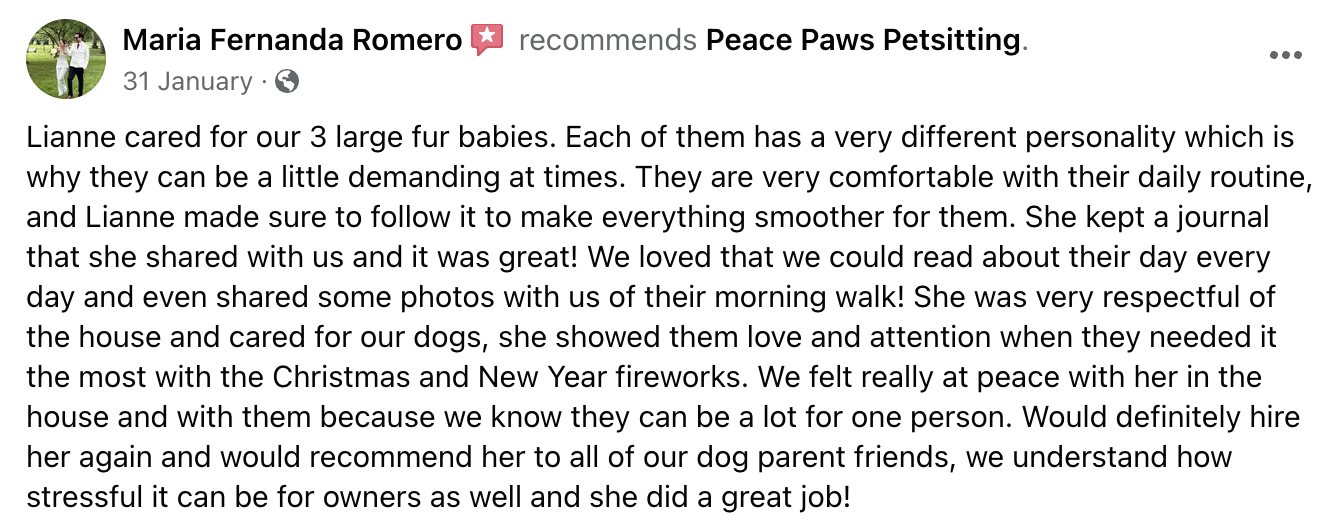 Maria Fernanda Romero recommends Peace Paws Petsitting.
31 January ·
Lianne cared for our 3 large fur babies. Each of them has a very different personality which is
why they can be a little demanding at times. They are very comfortable with their daily routine,
and Lianne made sure to follow it to make everything smoother for them. She kept a journal
that she shared with us and it was great! We loved that we could read about their day every
day and even shared some photos with us of their morning walk! She was very respectful of
the house and cared for our dogs, she showed them love and attention when they needed it
the most with the Christmas and New Year fireworks. We felt really at peace with her in the
house and with them because we know they can be a lot for one person. Would definitely hire
her again and would recommend her to all of our dog parent friends, we understand how
stressful it can be for owners as well and she did a great job!